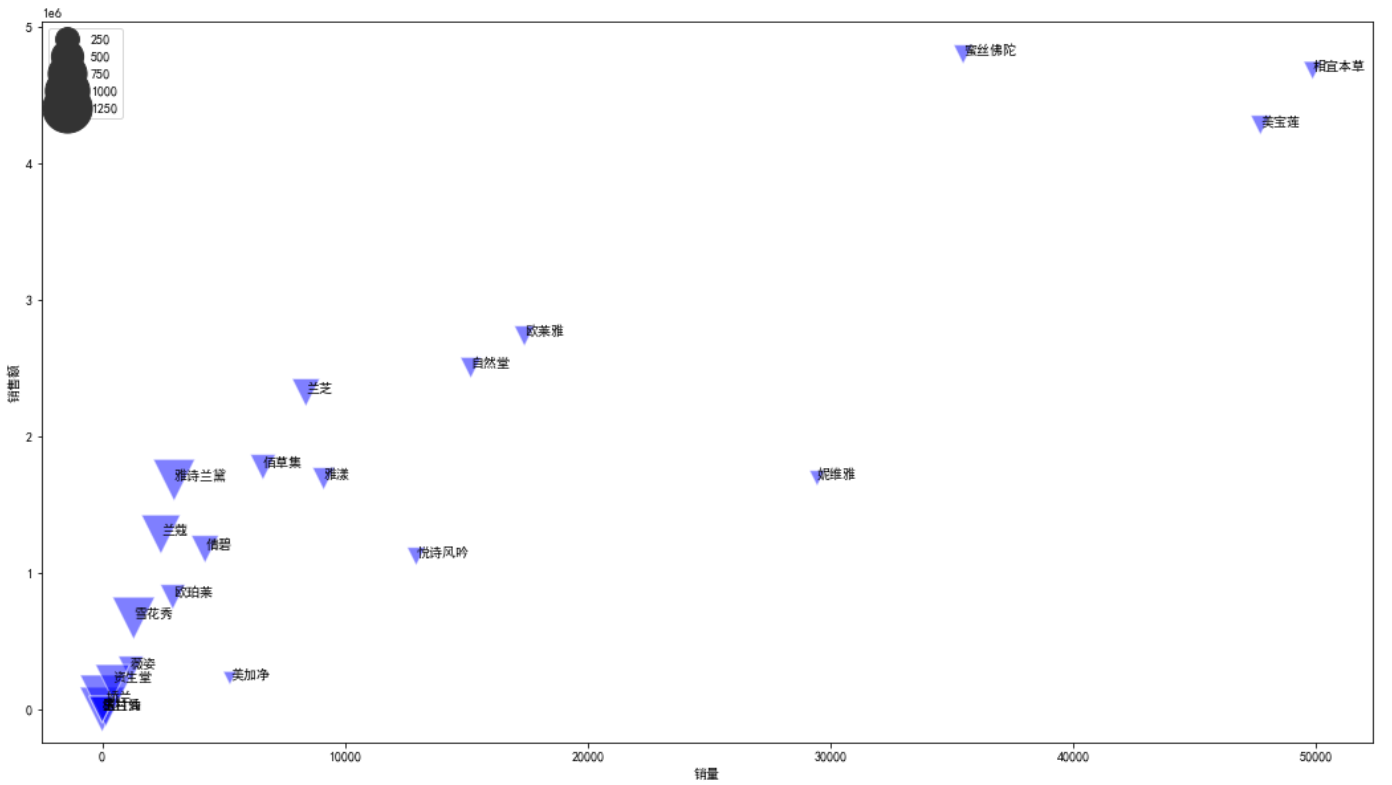 1e6
5
4
3
2
1
0
250
500
750
1000
1250
蜜丝佛陀
相宜本草
美宝莲
欧莱雅
自然堂
兰芝
佰草集
雅诗兰黛
雅漾
妮维雅
兰蔻
倩碧
悦诗风吟
欧珀莱
雪花秀
薇姿
资生堂
美加净
销售额
0
10000
20000
30000
40000
50000
销量